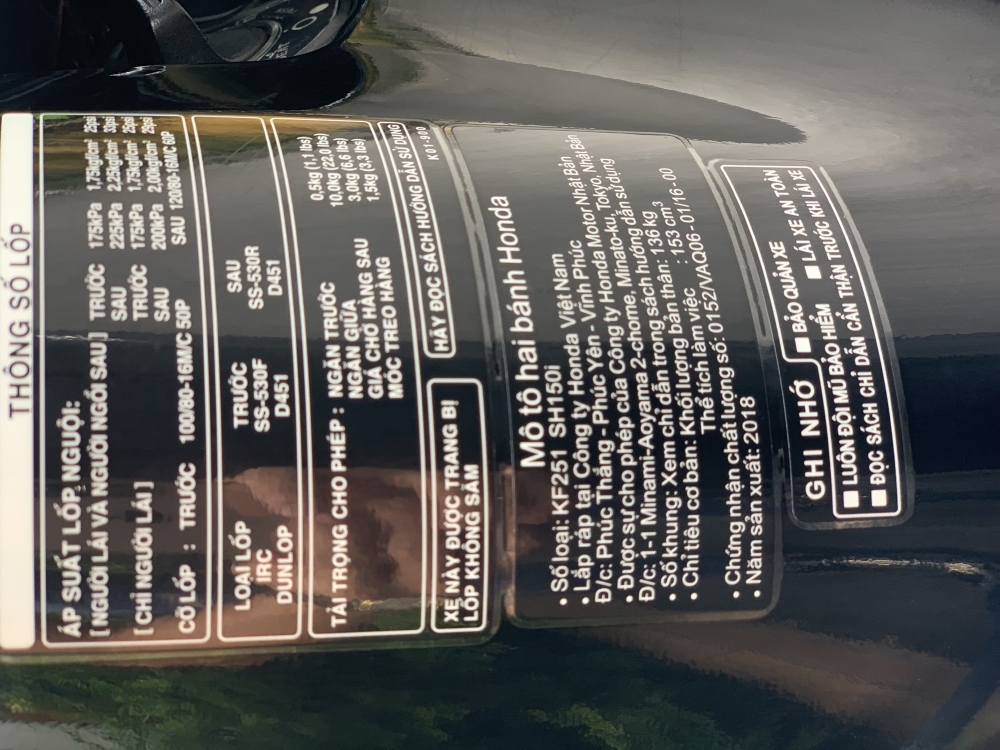 THÔNG SỐ LỐP
ÁP SUẤT LỐP NGUỘI:
[ NGƯỜI LÁI VÀ NGƯỜI NGỒI SAU ] TRƯỚC 175kPa 1,75kgf/cm² 25psi
SAU 225kPa 2,25kgf/cm² 33psi
[ CHỈ NGƯỜI LÁI ] TRƯỚC 175kPa 1,75kgf/cm² 25psi
SAU 200kPa 2,00kgf/cm² 29psi
CỠ LỐP : TRƯỚC 100/80-16M/C 50P SAU 120/80-16M/C 60P
LOẠI LỐP TRƯỚC SAU
IRC SS-530F SS-530R
DUNLOP D451 D451
TẢI TRỌNG CHO PHÉP : NGĂN TRƯỚC 0,5kg (1,1 lbs)
NGĂN GIỮA 10,0kg (22,0 lbs)
GIÁ CHỞ HÀNG SAU 3,0kg (6,6 lbs)
MÓC TREO HÀNG 1,5kg (3,3 lbs)
XE NÀY ĐƯỢC TRANG BỊ
LỐP KHÔNG SĂM
HÃY ĐỌC SÁCH HƯỚNG DẪN SỬ DỤNG
K01-900
Mô tô hai bánh Honda
• Số loại: KF251 SH150i
• Lắp ráp tại Công ty Honda Việt Nam
Đ/c: Phúc Thắng - Phúc Yên - Vĩnh Phúc
• Được sự cho phép của Công ty Honda Motor Nhật Bản
Đ/c: 1-1 Minami-Aoyama 2-chome, Minato-ku, Tokyo, Nhật Bản
• Số khung: Xem chỉ dẫn trong sách hướng dẫn sử dụng
• Chỉ tiêu cơ bản: Khối lượng bản thân: 136 kg
Thể tích làm việc : 153 cm³
• Chứng nhận chất lượng số: 0152/VAQ06 - 01/16 - 00
• Năm sản xuất: 2018
GHI NHỚ
■ BẢO QUẢN XE
■ LUÔN ĐỘI MŨ BẢO HIỂM ■ LÁI XE AN TOÀN
■ ĐỌC SÁCH CHỈ DẪN CẨN THẬN TRƯỚC KHI LÁI XE